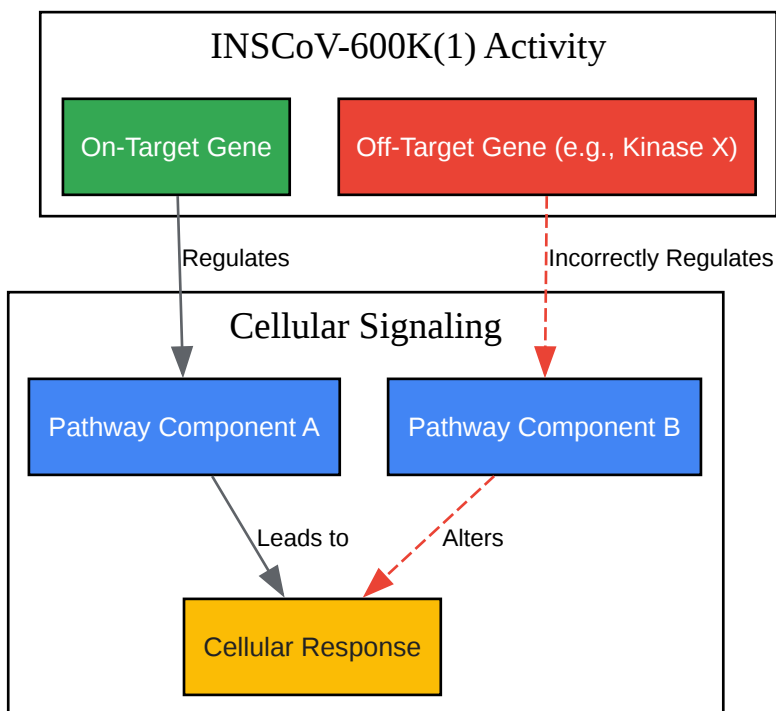 INSCoV-600K(1) Activity
On-Target Gene
Off-Target Gene (e.g., Kinase X)
Regulates
Incorrectly Regulates
Cellular Signaling
Pathway Component A
Pathway Component B
Leads to
Alters
Cellular Response